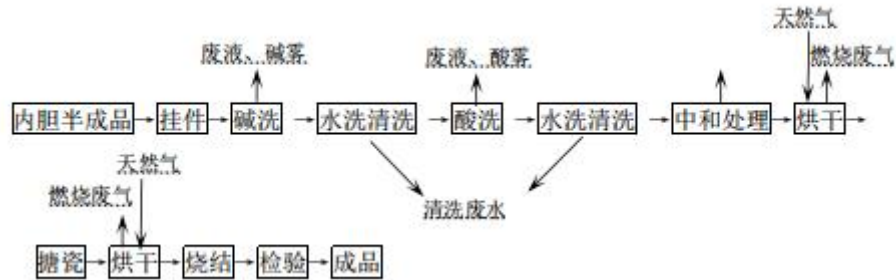 天然气
废液、碱雾
废液、酸雾
燃烧废气
内胆半成品
挂件
碱洗
水洗清洗
酸洗
水洗清洗
中和处理
烘干
天然气
燃烧废气
清洗废水
搪瓷
烘干
烧结
检验
成品